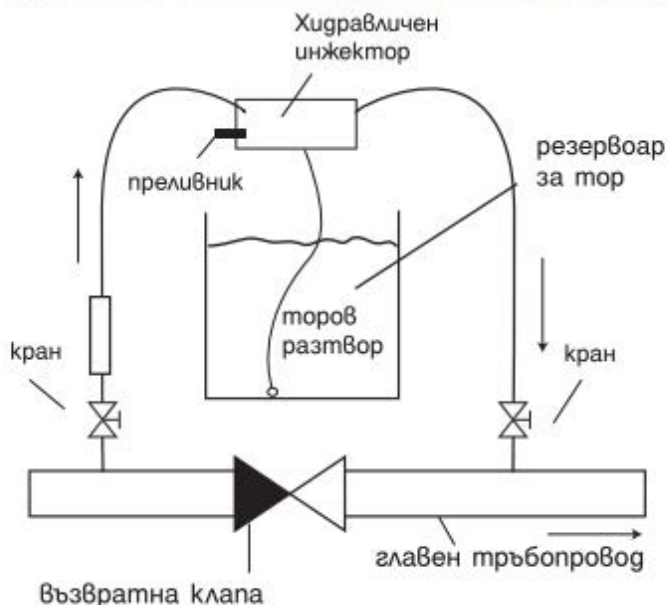 Хидравличен
инжектор
преливник
резервоар
за тор
торов
разтвор
кран
кран
главен тръбопровод
възвратна клапа